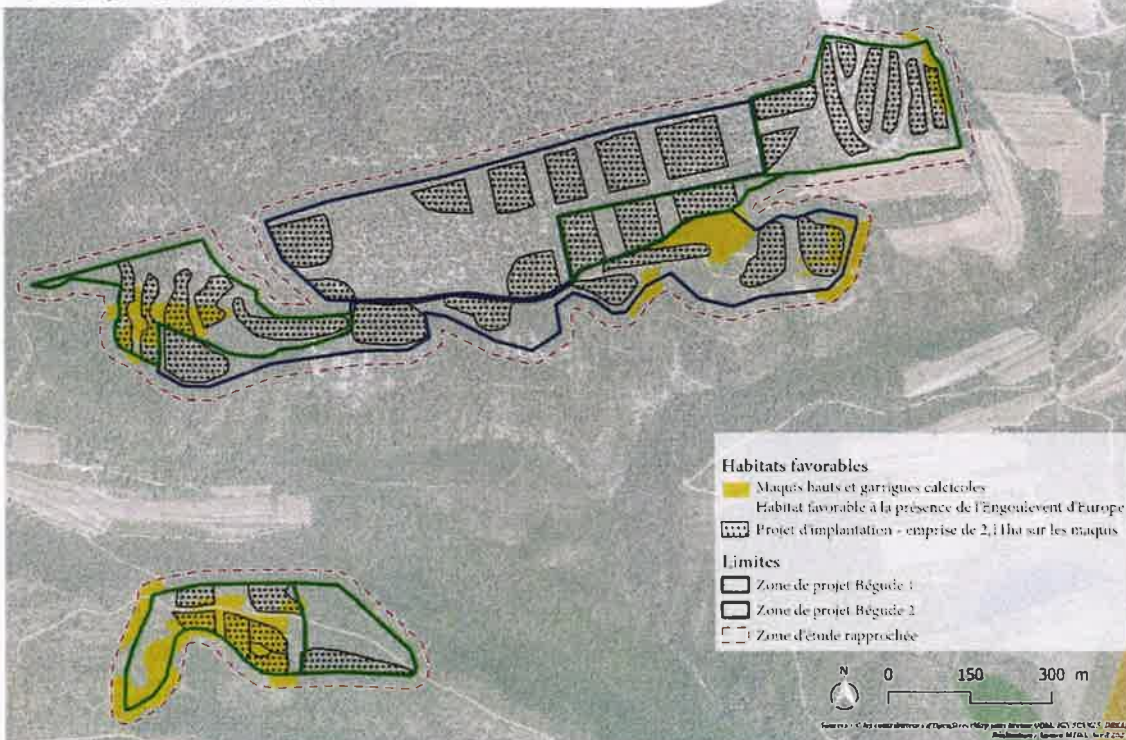 Habitats favorables
Maquis hauts et garrigues calcicoles
Habitat favorable à la présence de l'Engoulevent d'Europe
Projet d'implantation - emprise de 2,11ha sur les maquis
Limites
Zone de projet Bégude 1
Zone de projet Bégude 2
Zone d'étude rapprochée
N
0 150 300 m